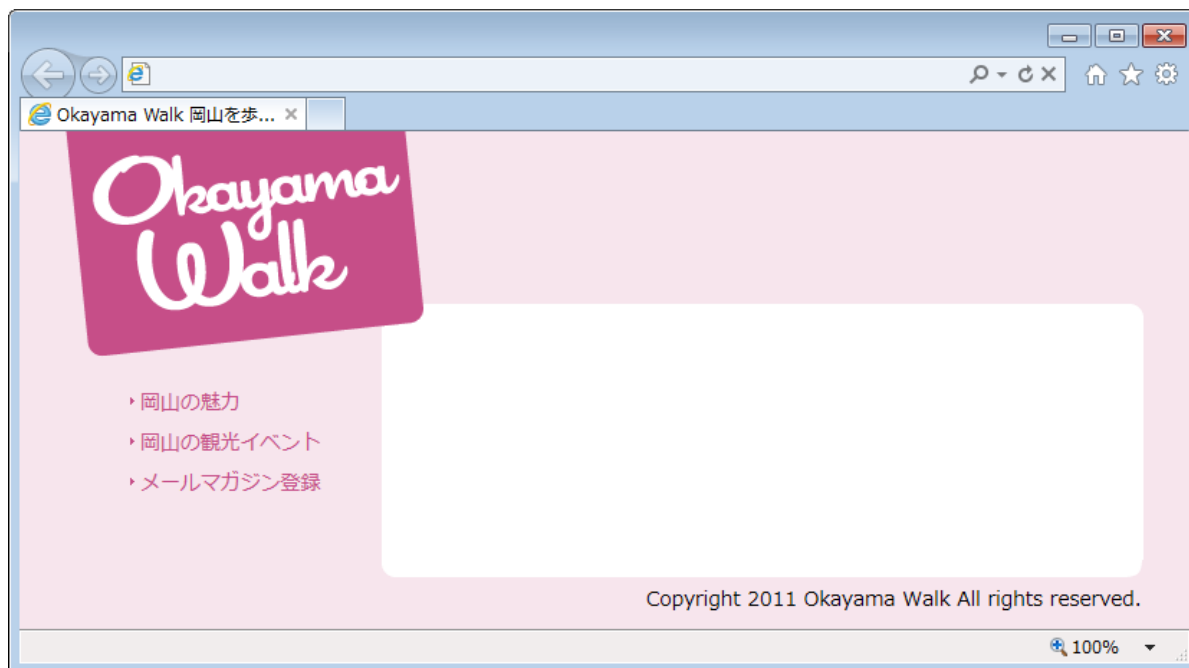 Okayama Walk 岡山を歩...
Okayama
Walk
岡山の魅力
岡山の観光イベント
メールマガジン登録
Copyright 2011 Okayama Walk All rights reserved.
100%